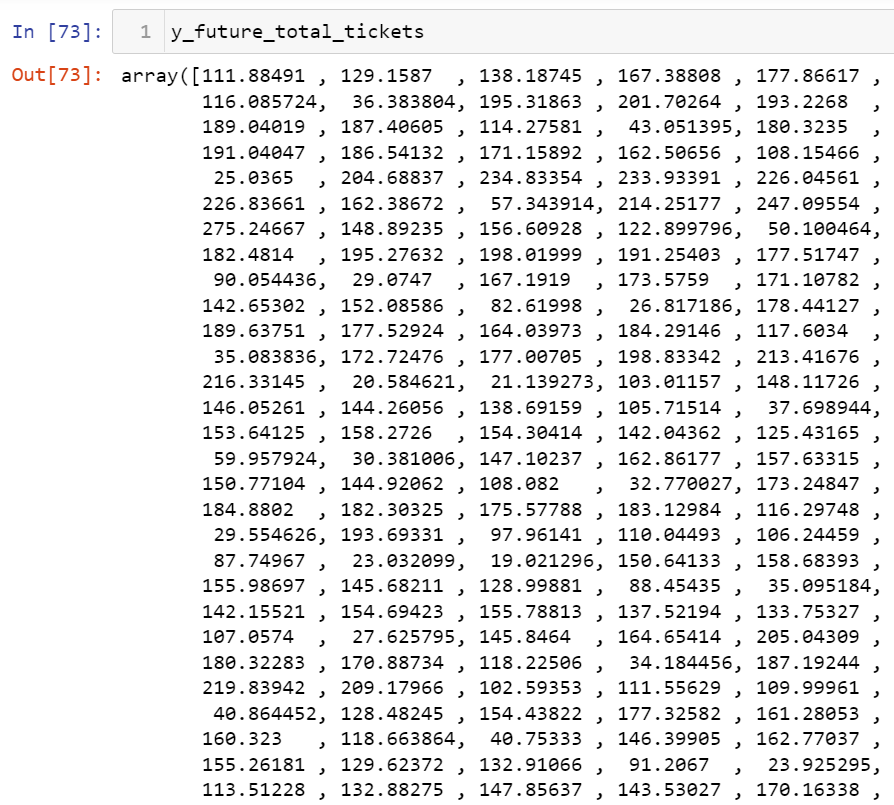 In [73]: 1 y_future_total_tickets
Out[73]: array([111.88491 , 129.1587  , 138.18745 , 167.38808 , 177.86617 ,
116.085724,  36.383804, 195.31863 , 201.70264 , 193.2268  ,
189.04019 , 187.40605 , 114.27581 ,  43.051395, 180.3235  ,
191.04047 , 186.54132 , 171.15892 , 162.50656 , 108.15466 ,
25.0365  , 204.68837 , 234.83354 , 233.93391 , 226.04561 ,
226.83661 , 162.38672 ,  57.343914, 214.25177 , 247.09554 ,
275.24667 , 148.89235 , 156.60928 , 122.899796,  50.100464,
182.4814  , 195.27632 , 198.01999 , 191.25403 , 177.51747 ,
90.054436,  29.0747  , 167.1919  , 173.5759  , 171.10782 ,
142.65302 , 152.08586 ,  82.61998 ,  26.817186, 178.44127 ,
189.63751 , 177.52924 , 164.03973 , 184.29146 , 117.6034  ,
35.083836, 172.72476 , 177.00705 , 198.83342 , 213.41676 ,
216.33145 ,  20.584621,  21.139273, 103.01157 , 148.11726 ,
146.05261 , 144.26056 , 138.69159 , 105.71514 ,  37.698944,
153.64125 , 158.2726  , 154.30414 , 142.04362 , 125.43165 ,
59.957924,  30.381006, 147.10237 , 162.86177 , 157.63315 ,
150.77104 , 144.92062 , 108.082   ,  32.770027, 173.24847 ,
184.8802  , 182.30325 , 175.57788 , 183.12984 , 116.29748 ,
29.554626, 193.69331 ,  97.96141 , 110.04493 , 106.24459 ,
87.74967 ,  23.032099,  19.021296, 150.64133 , 158.68393 ,
155.98697 , 145.68211 , 128.99881 ,  88.45435 ,  35.095184,
142.15521 , 154.69423 , 155.78813 , 137.52194 , 133.75327 ,
107.0574  ,  27.625795, 145.8464  , 164.65414 , 205.04309 ,
180.32283 , 170.88734 , 118.22506 ,  34.184456, 187.19244 ,
219.83942 , 209.17966 , 102.59353 , 111.55629 , 109.99961 ,
40.864452, 128.48245 , 154.43822 , 177.32582 , 161.28053 ,
160.323   , 118.663864,  40.75333 , 146.39905 , 162.77037 ,
155.26181 , 129.62372 , 132.91066 ,  91.2067  ,  23.925295,
113.51228 , 132.88275 , 147.85637 , 143.53027 , 170.16338 ,